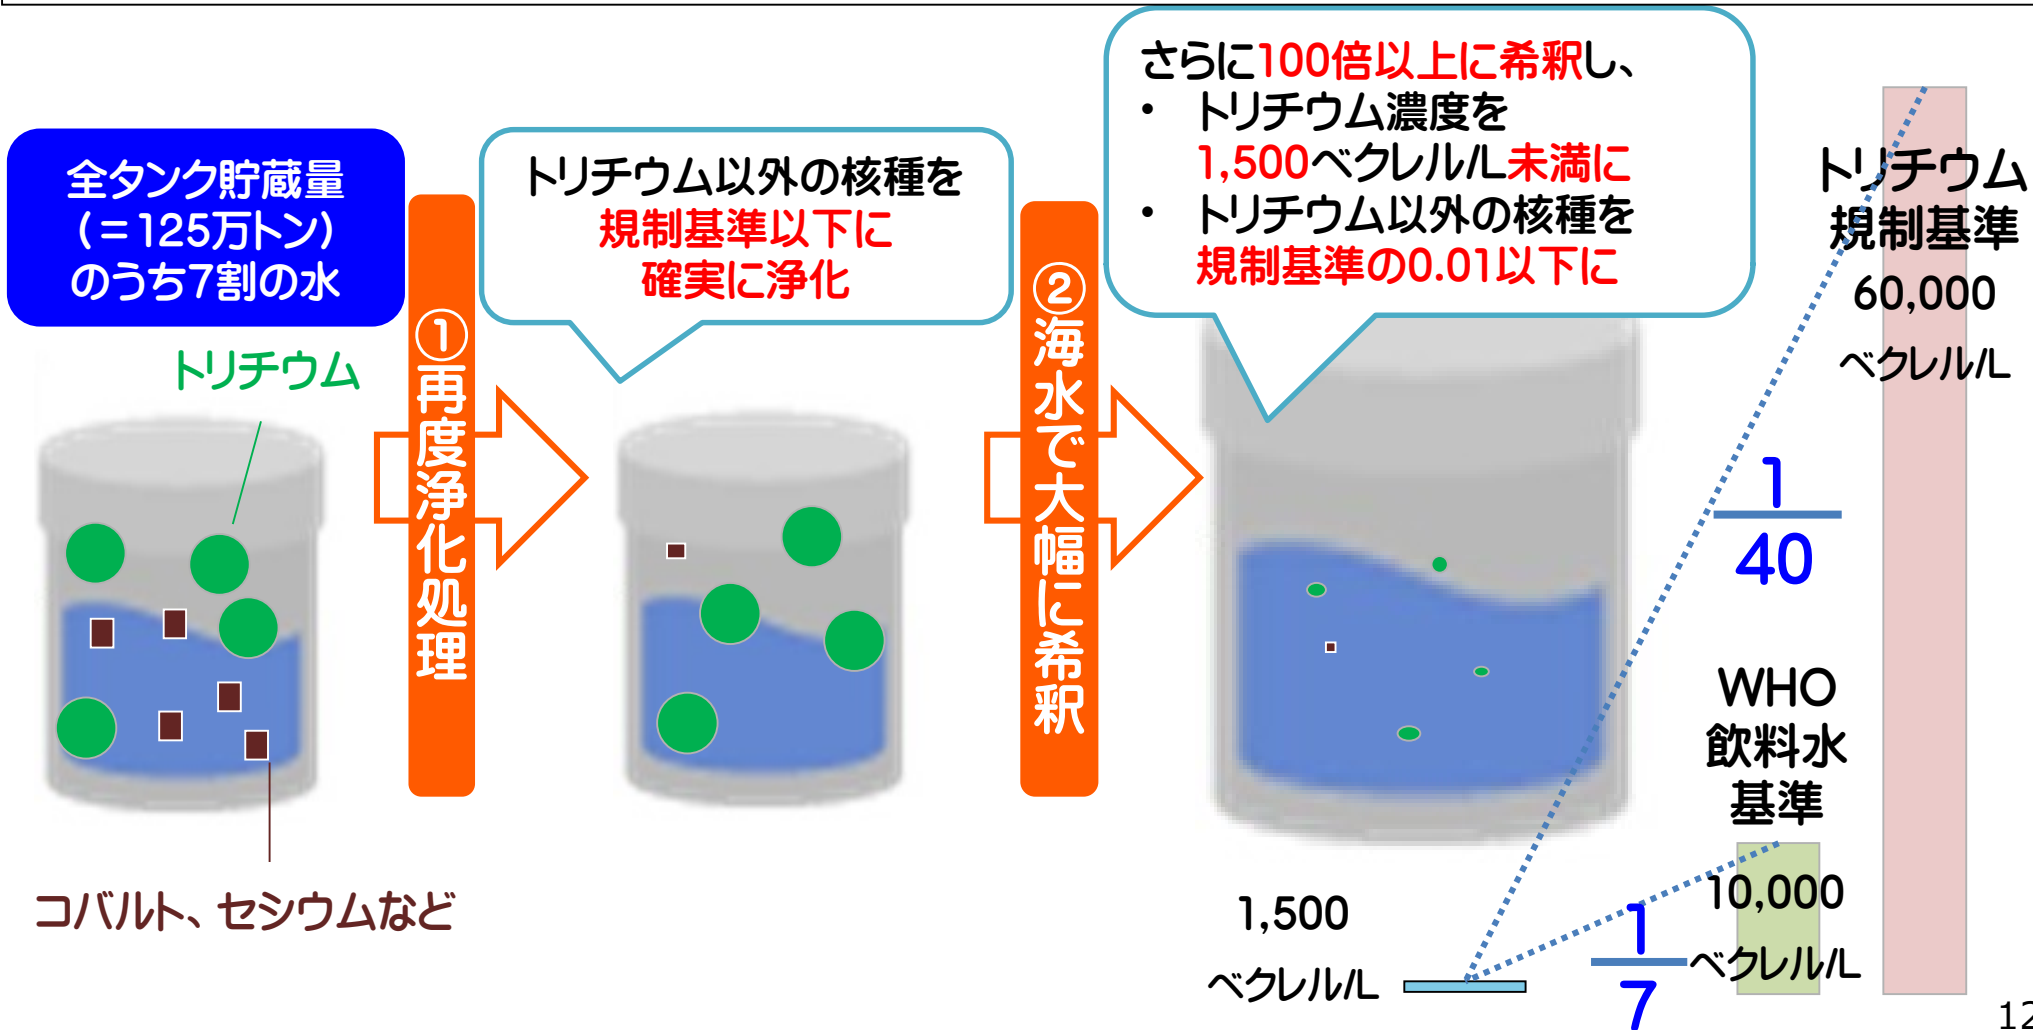 全タンク貯蔵量
(=125万トン)
のうち7割の水
トリチウム
コバルト、セシウムなど
①再度浄化処理
トリチウム以外の核種を
規制基準以下に
確実に浄化
②海水で大幅に希釈
さらに100倍以上に希釈し、
• トリチウム濃度を
1,500ベクレル/L未満に
• トリチウム以外の核種を
規制基準の0.01以下に
トリチウム
規制基準
60,000
ベクレル/L
1
40
WHO
飲料水
基準
10,000
ベクレル/L
1
7
1,500
ベクレル/L
12